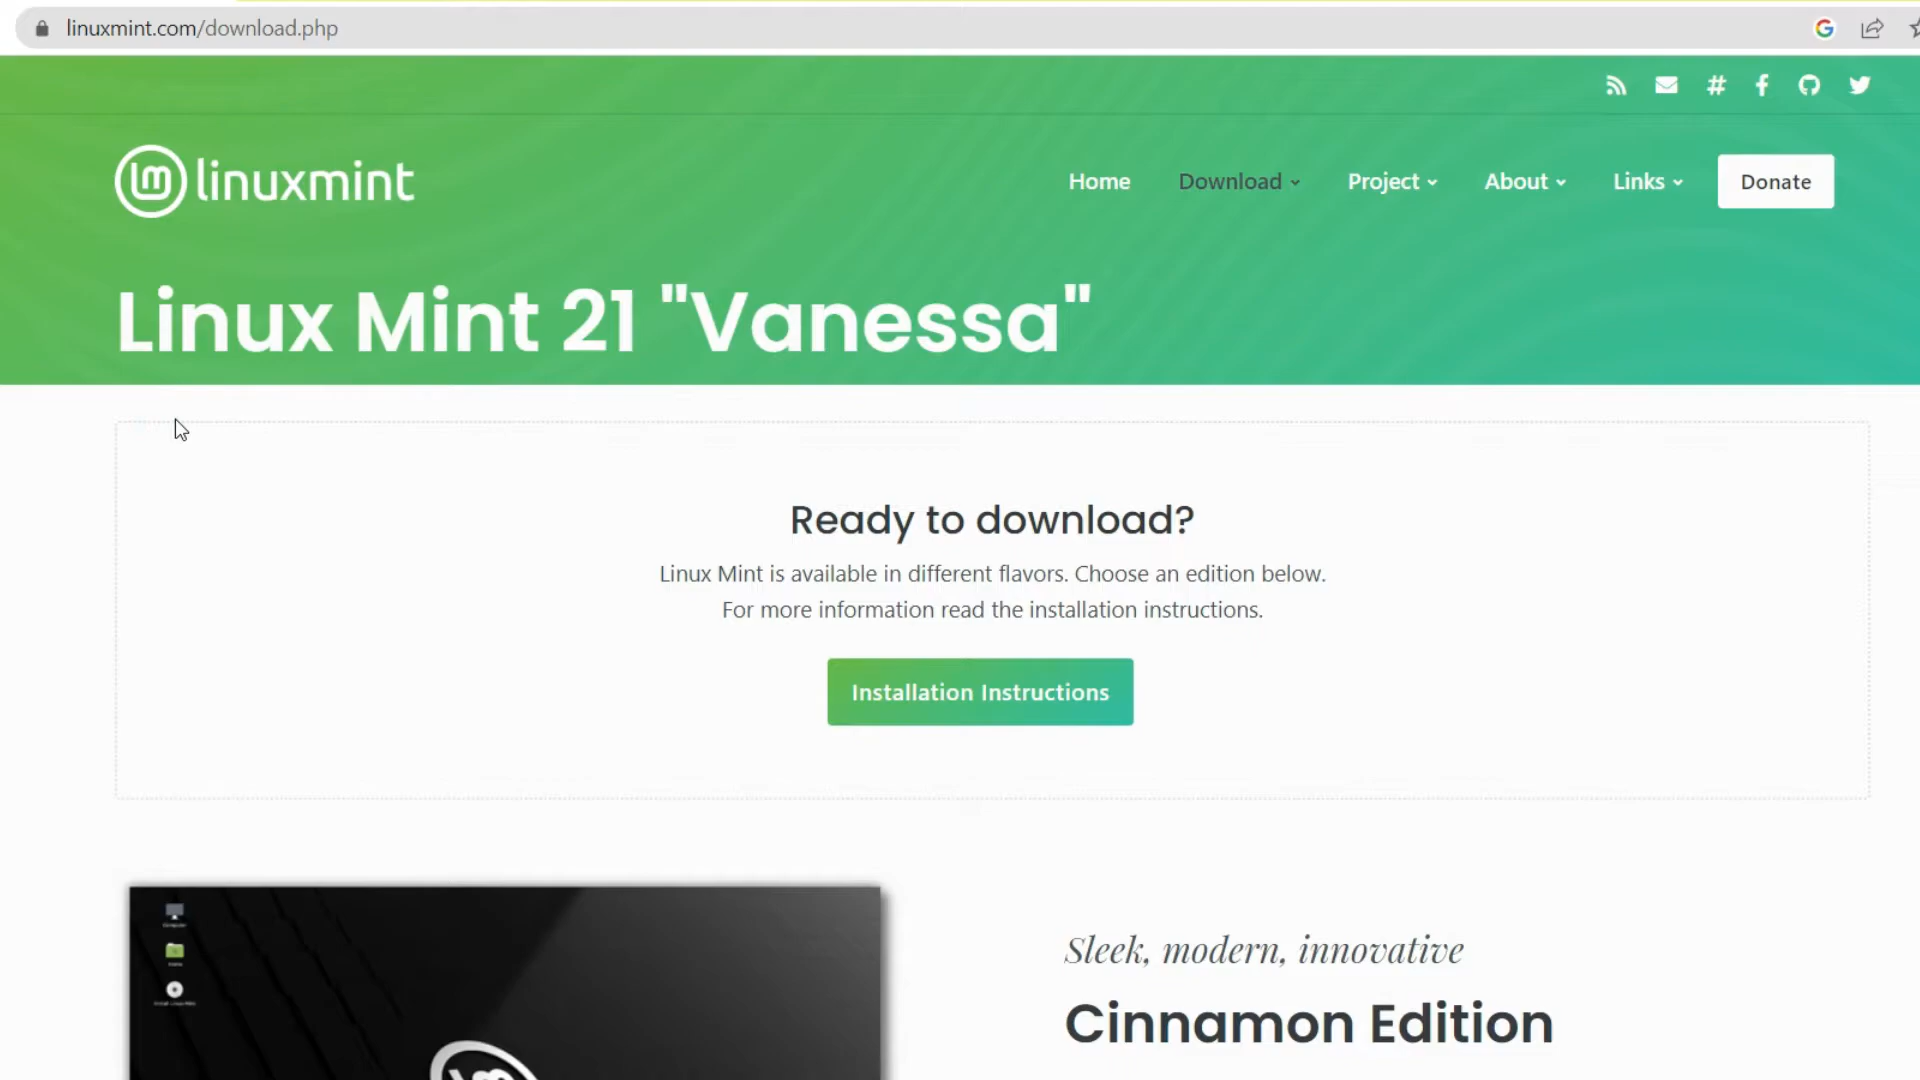 linuxmint.com/download.php
linuxmint
Home Download Project About Links Donate
Linux Mint 21 "Vanessa"
Ready to download?
Linux Mint is available in different flavors. Choose an edition below.
For more information read the installation instructions.
Installation Instructions
Computer
Home
Sleek, modern, innovative
Cinnamon Edition